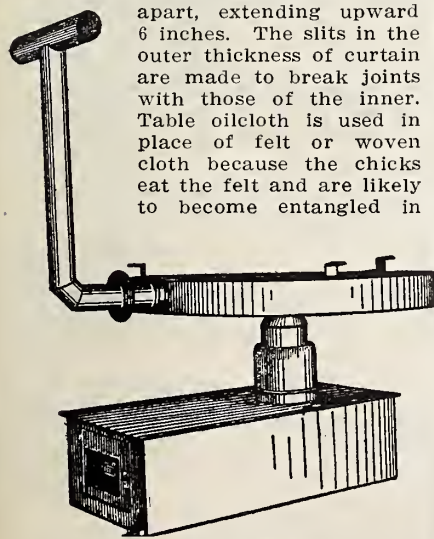 apart, extending upward
6 inches. The slits in the
outer thickness of curtain
are made to break joints
with those of the inner.
Table oilcloth is used in
place of felt or woven
cloth because the chicks
eat the felt and are likely
to become entangled in